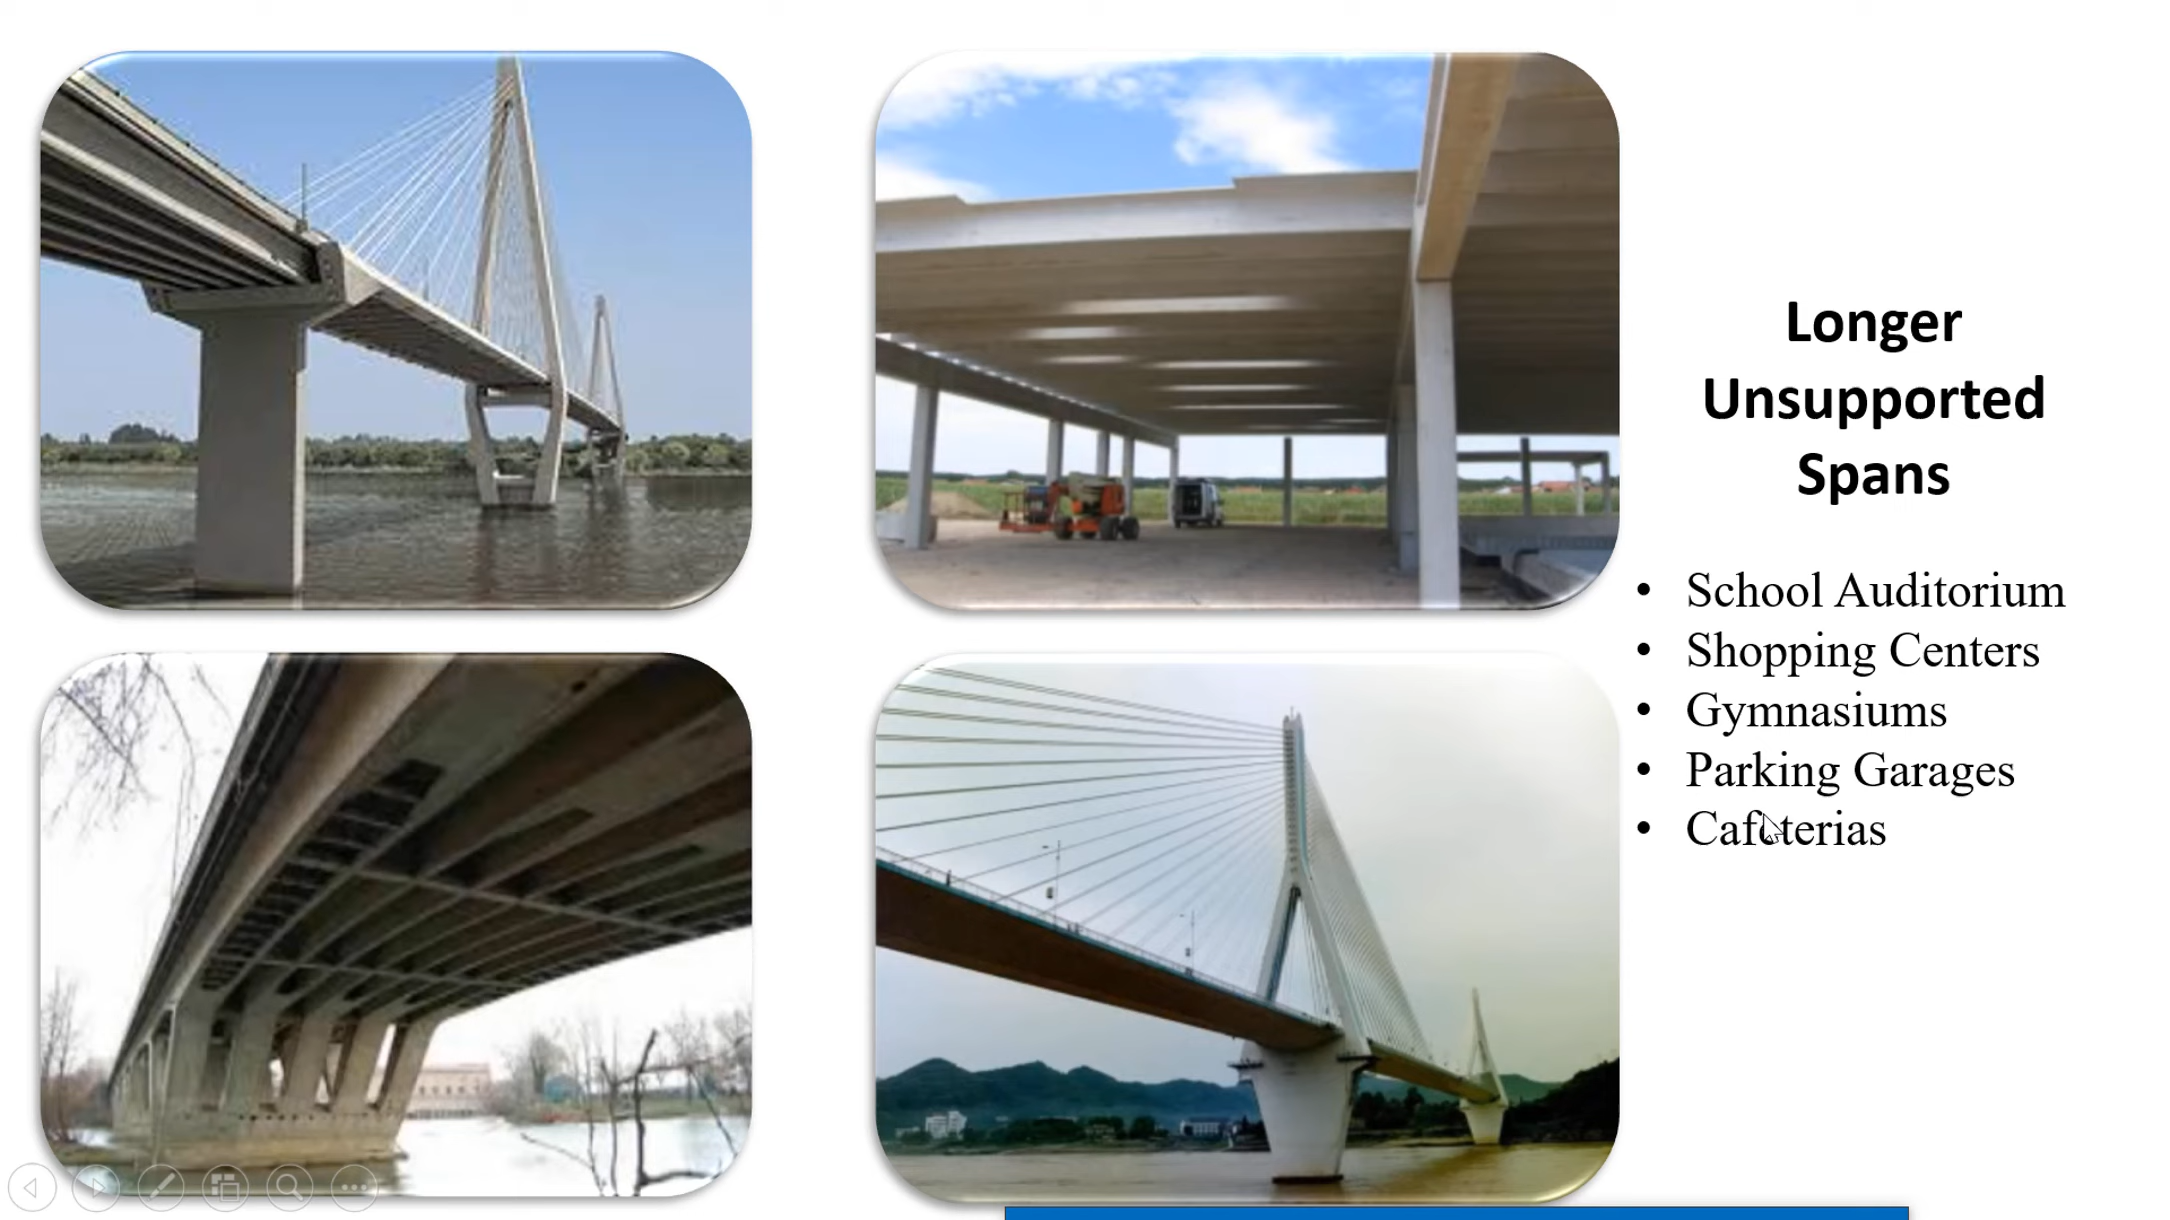 Longer
Unsupported
Spans
• School Auditorium
• Shopping Centers
• Gymnasiums
• Parking Garages
• Cafeterias